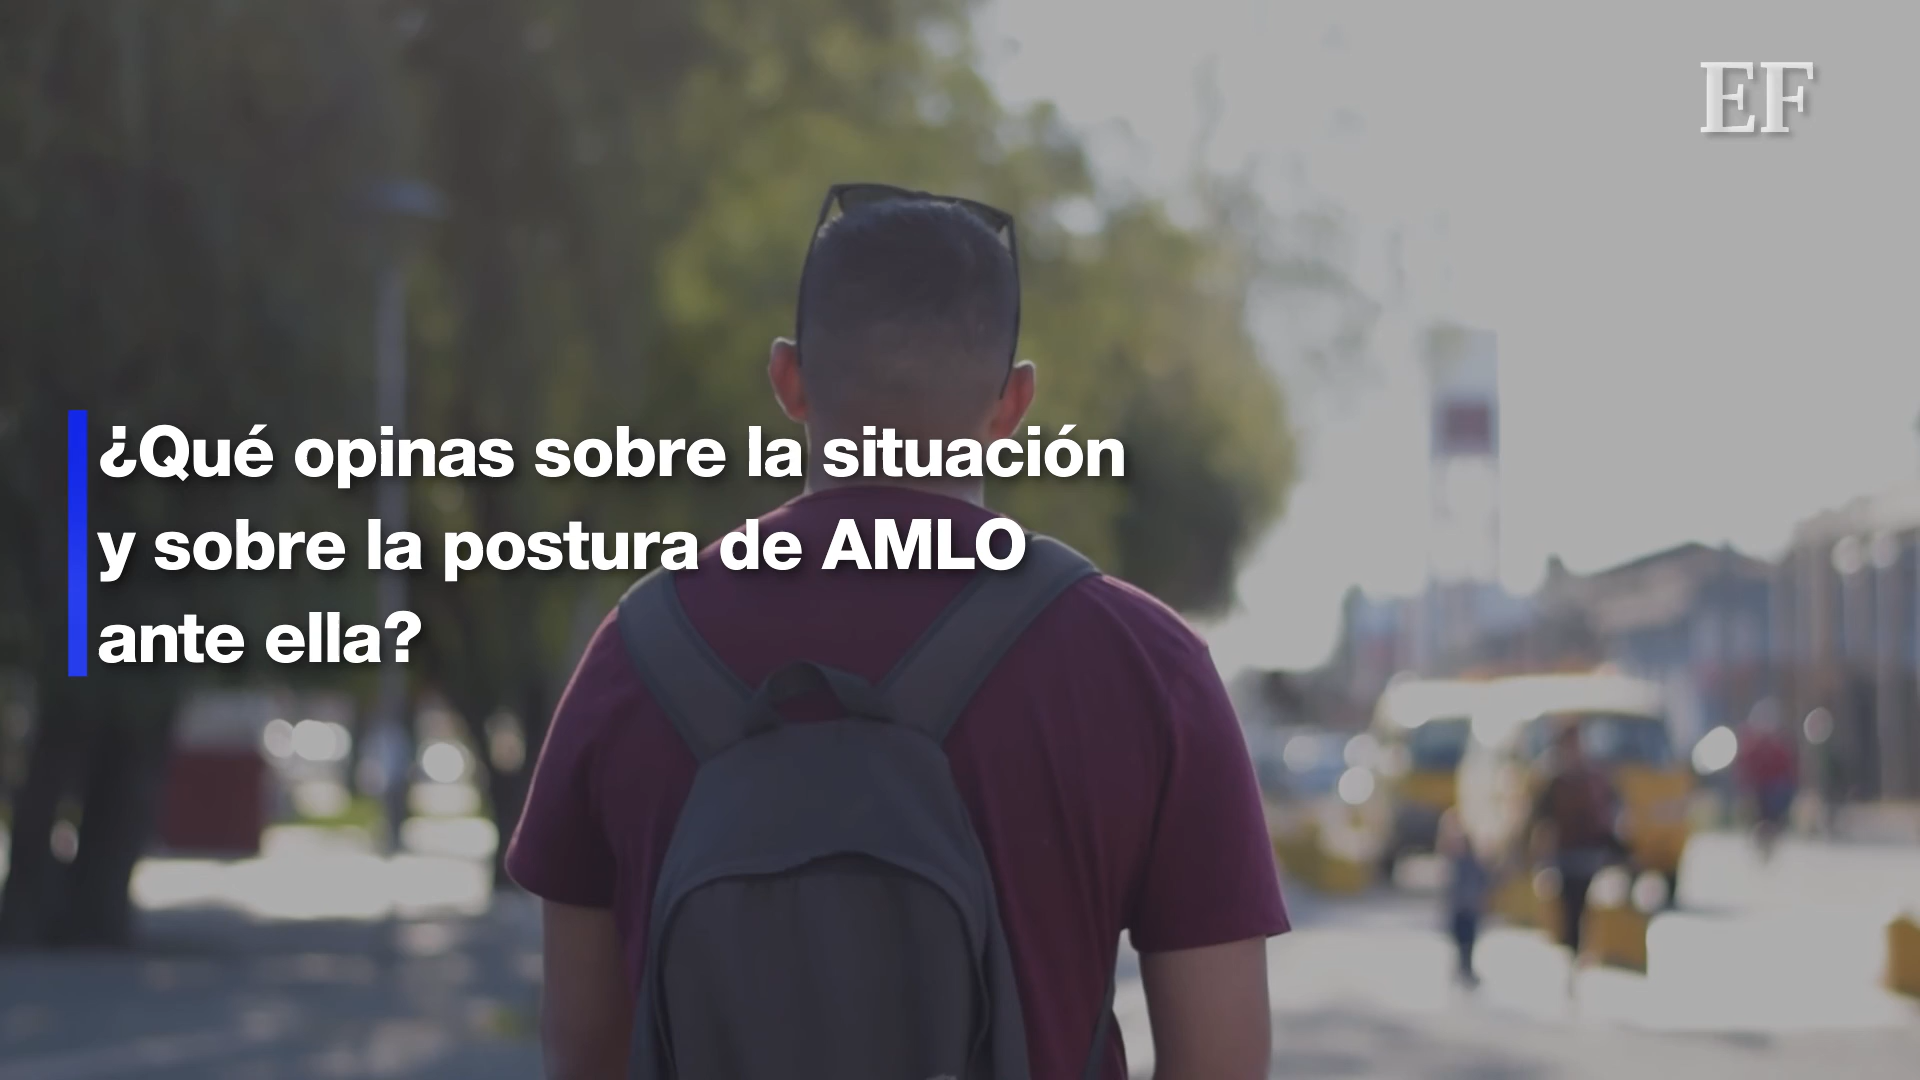 EF
¿Qué opinas sobre la situación
y sobre la postura de AMLO
ante ella?